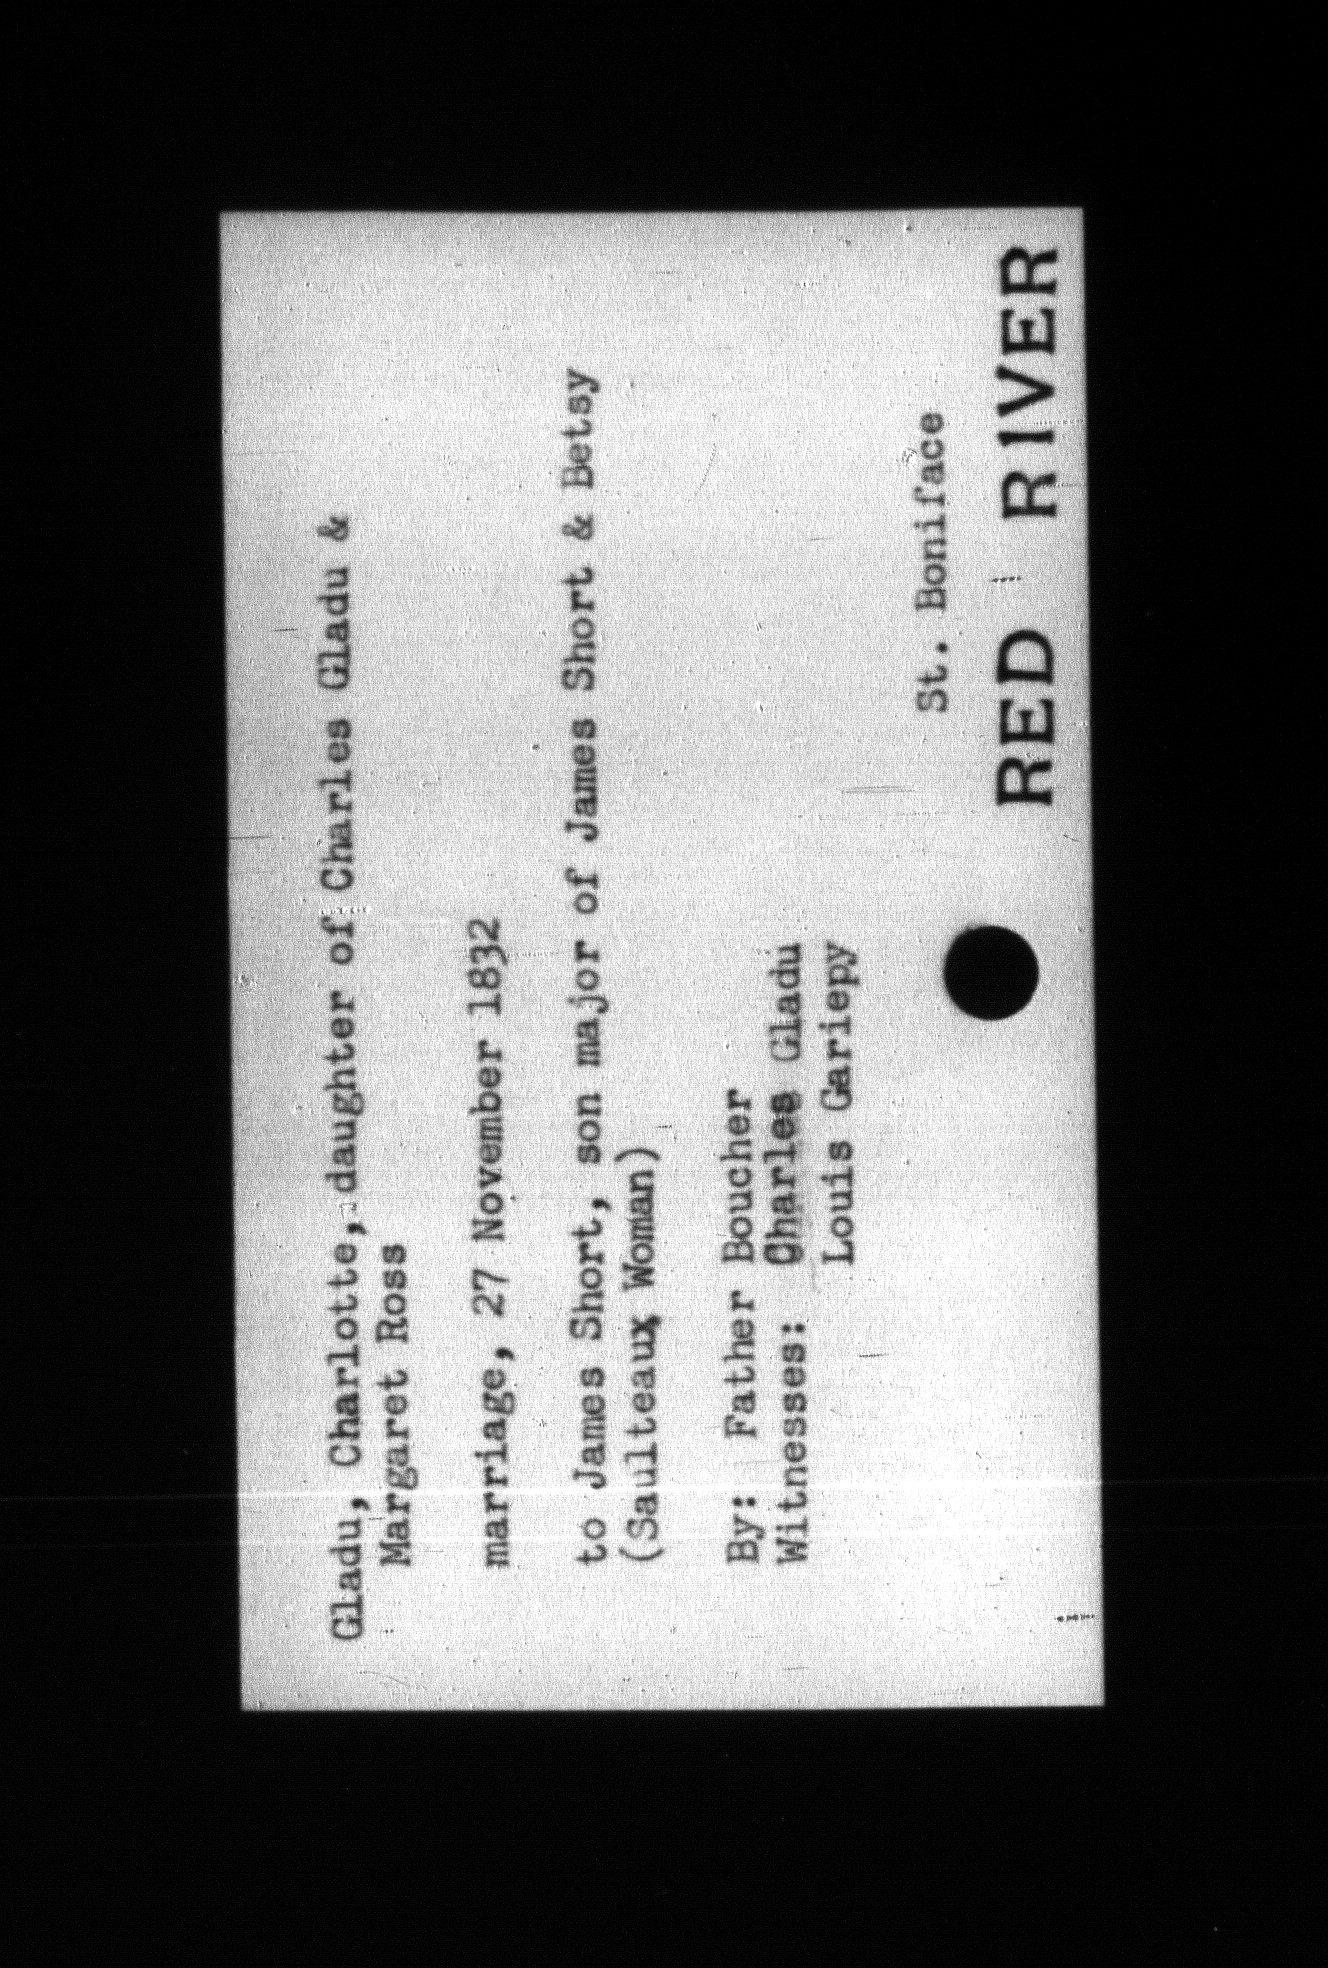 Gladu, Charlotte, daughter of Charles Gladu &
Margaret Ross
marriage, 27 November 1832
to James Short, son major of James Short & Betsy
(Saulteaux Woman)
By: Father Boucher
Witnesses: Charles Gladu
Louis Gariepy
St. Boniface
RED RIVER